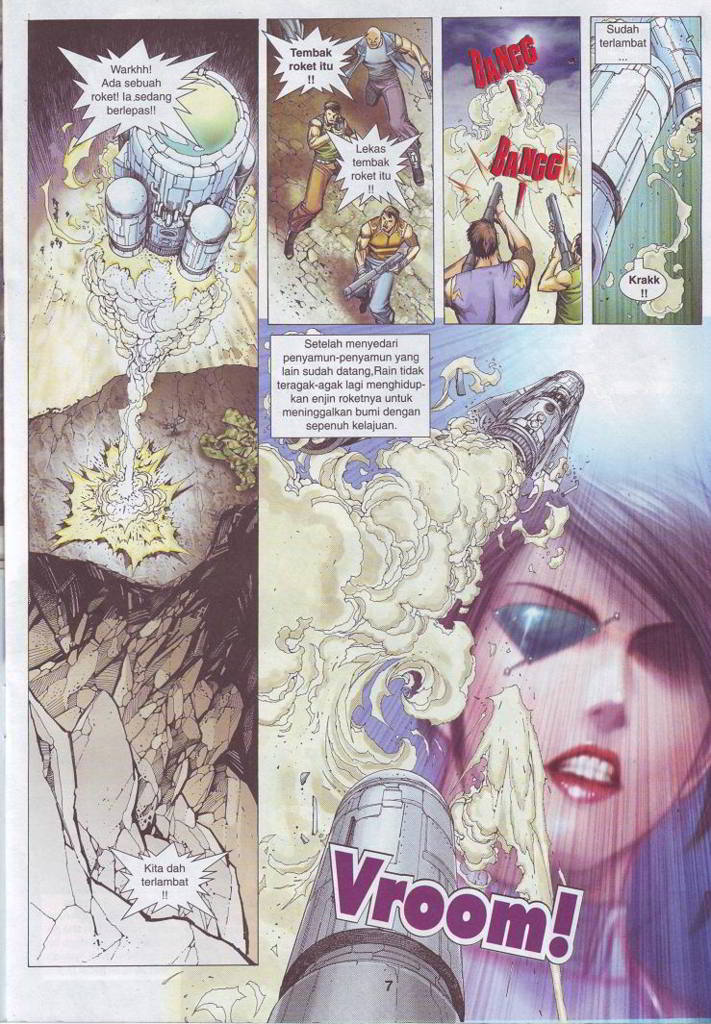 Warkhh!
Ada sebuah
roket! Ia sedang
berlepas!!
Kita dah
terlambat
!!
Tembak
roket itu
!!
Lekas
tembak
roket itu
!!
BANGG
!
BANGG
!
Sudah
terlambat
...
Krakk
!!
Setelah menyedari
penyamun-penyamun yang
lain sudah datang,Rain tidak
teragak-agak lagi menghidup-
kan enjin roketnya untuk
meninggalkan bumi dengan
sepenuh kelajuan.
Vroom!
7